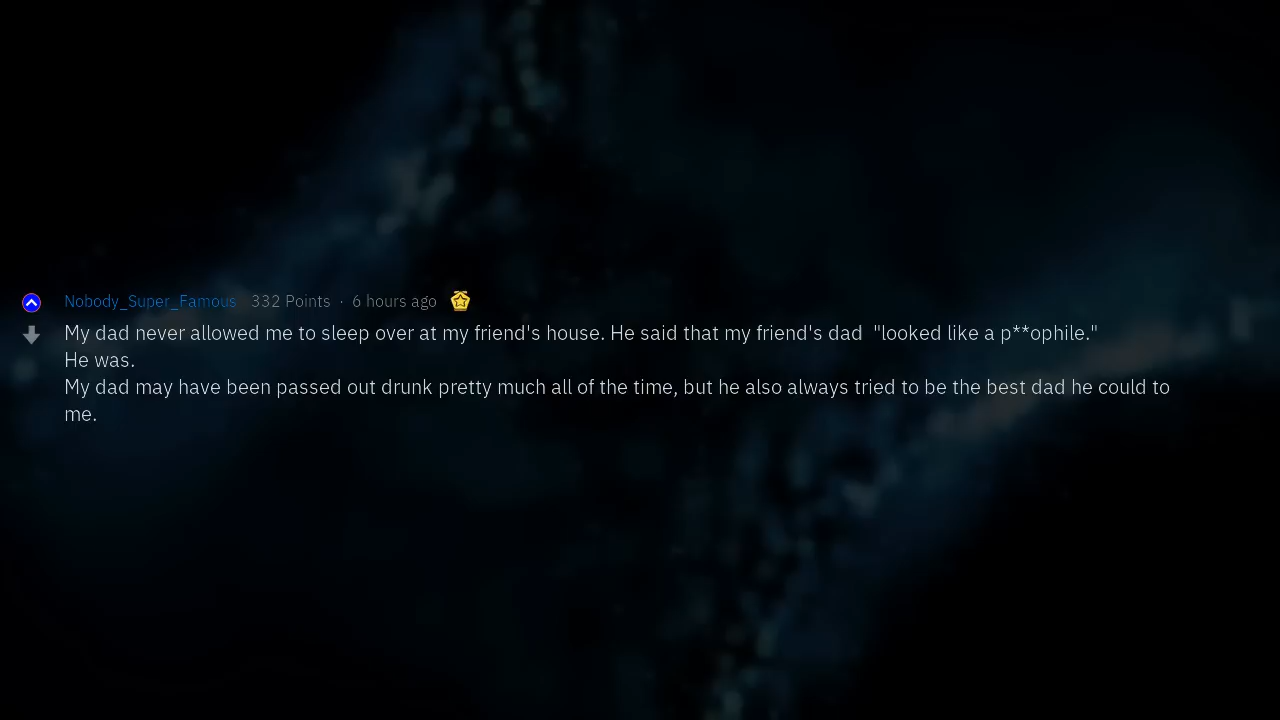 Nobody_Super_Famous 332 Points · 6 hours ago
My dad never allowed me to sleep over at my friend's house. He said that my friend's dad "looked like a p**ophile."
He was.
My dad may have been passed out drunk pretty much all of the time, but he also always tried to be the best dad he could to
me.